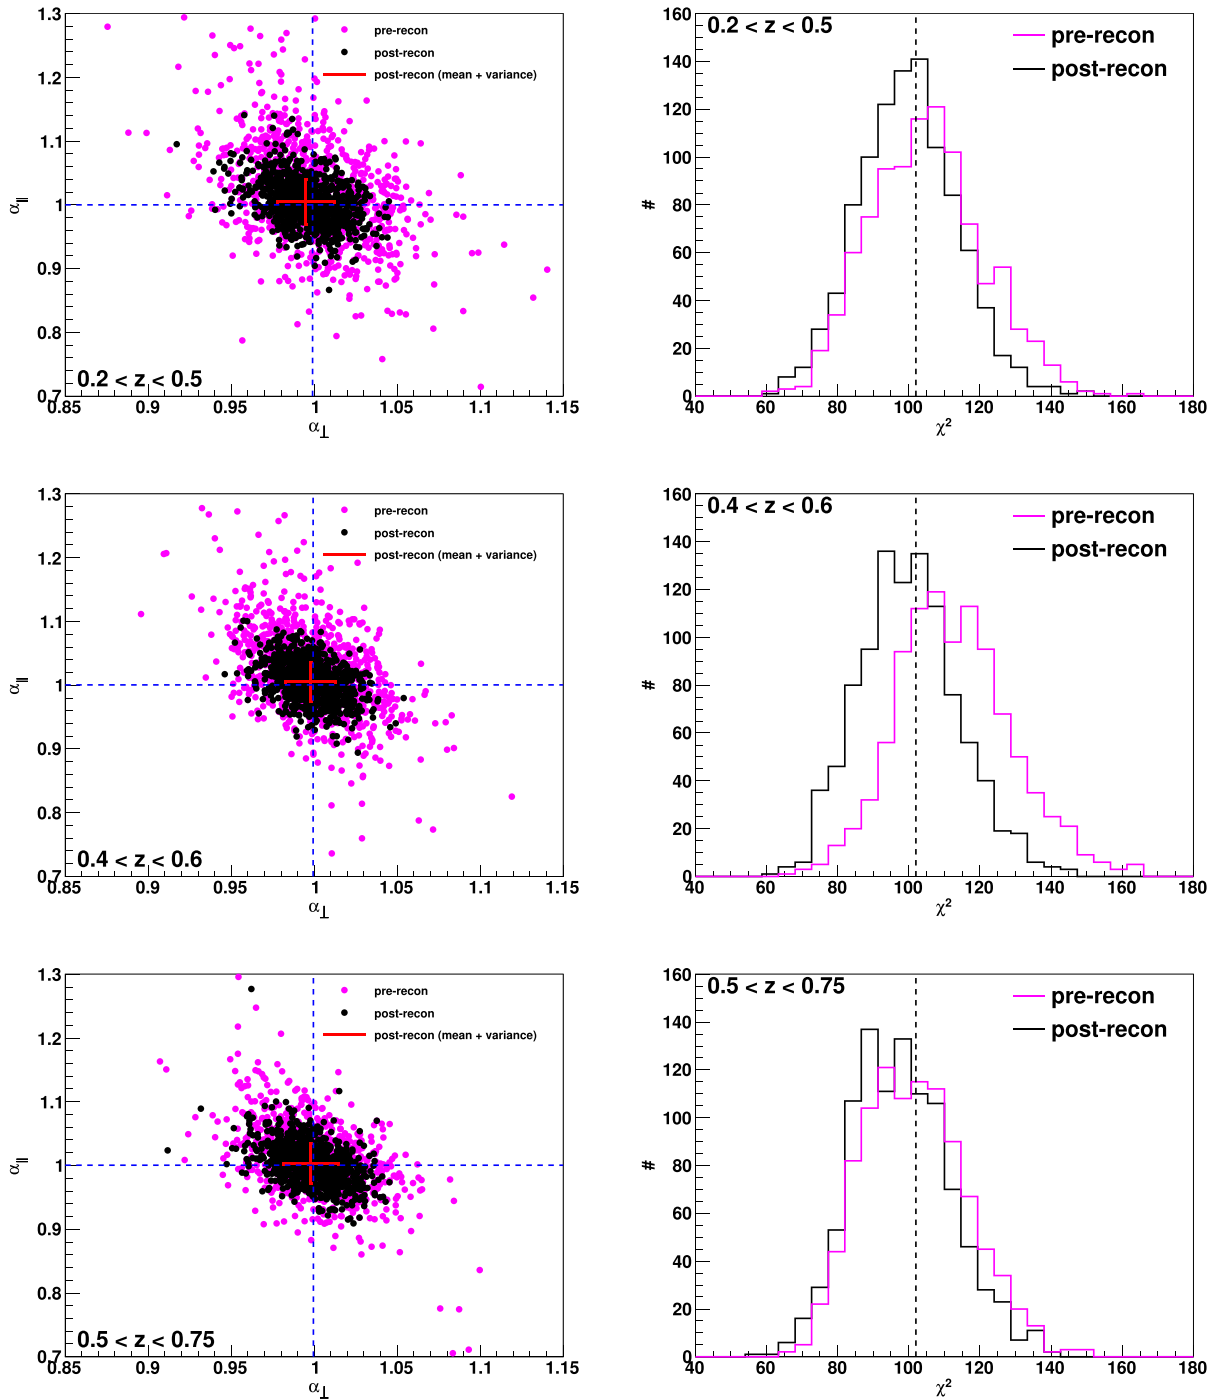 1.3
1.2
1.1
1
0.9
0.8
0.7
α∥
pre-recon
post-recon
post-recon (mean + variance)
0.2 < z < 0.5
0.85 0.9 0.95 1 1.05 1.1 1.15
α⊥
160
140
120
100
80
60
40
20
0
#
0.2 < z < 0.5
pre-recon
post-recon
40 60 80 100 120 140 160 180
χ²
1.3
1.2
1.1
1
0.9
0.8
0.7
α∥
pre-recon
post-recon
post-recon (mean + variance)
0.4 < z < 0.6
0.85 0.9 0.95 1 1.05 1.1 1.15
α⊥
160
140
120
100
80
60
40
20
0
#
0.4 < z < 0.6
pre-recon
post-recon
40 60 80 100 120 140 160 180
χ²
1.3
1.2
1.1
1
0.9
0.8
0.7
α∥
pre-recon
post-recon
post-recon (mean + variance)
0.5 < z < 0.75
0.85 0.9 0.95 1 1.05 1.1 1.15
α⊥
160
140
120
100
80
60
40
20
0
#
0.5 < z < 0.75
pre-recon
post-recon
40 60 80 100 120 140 160 180
χ²